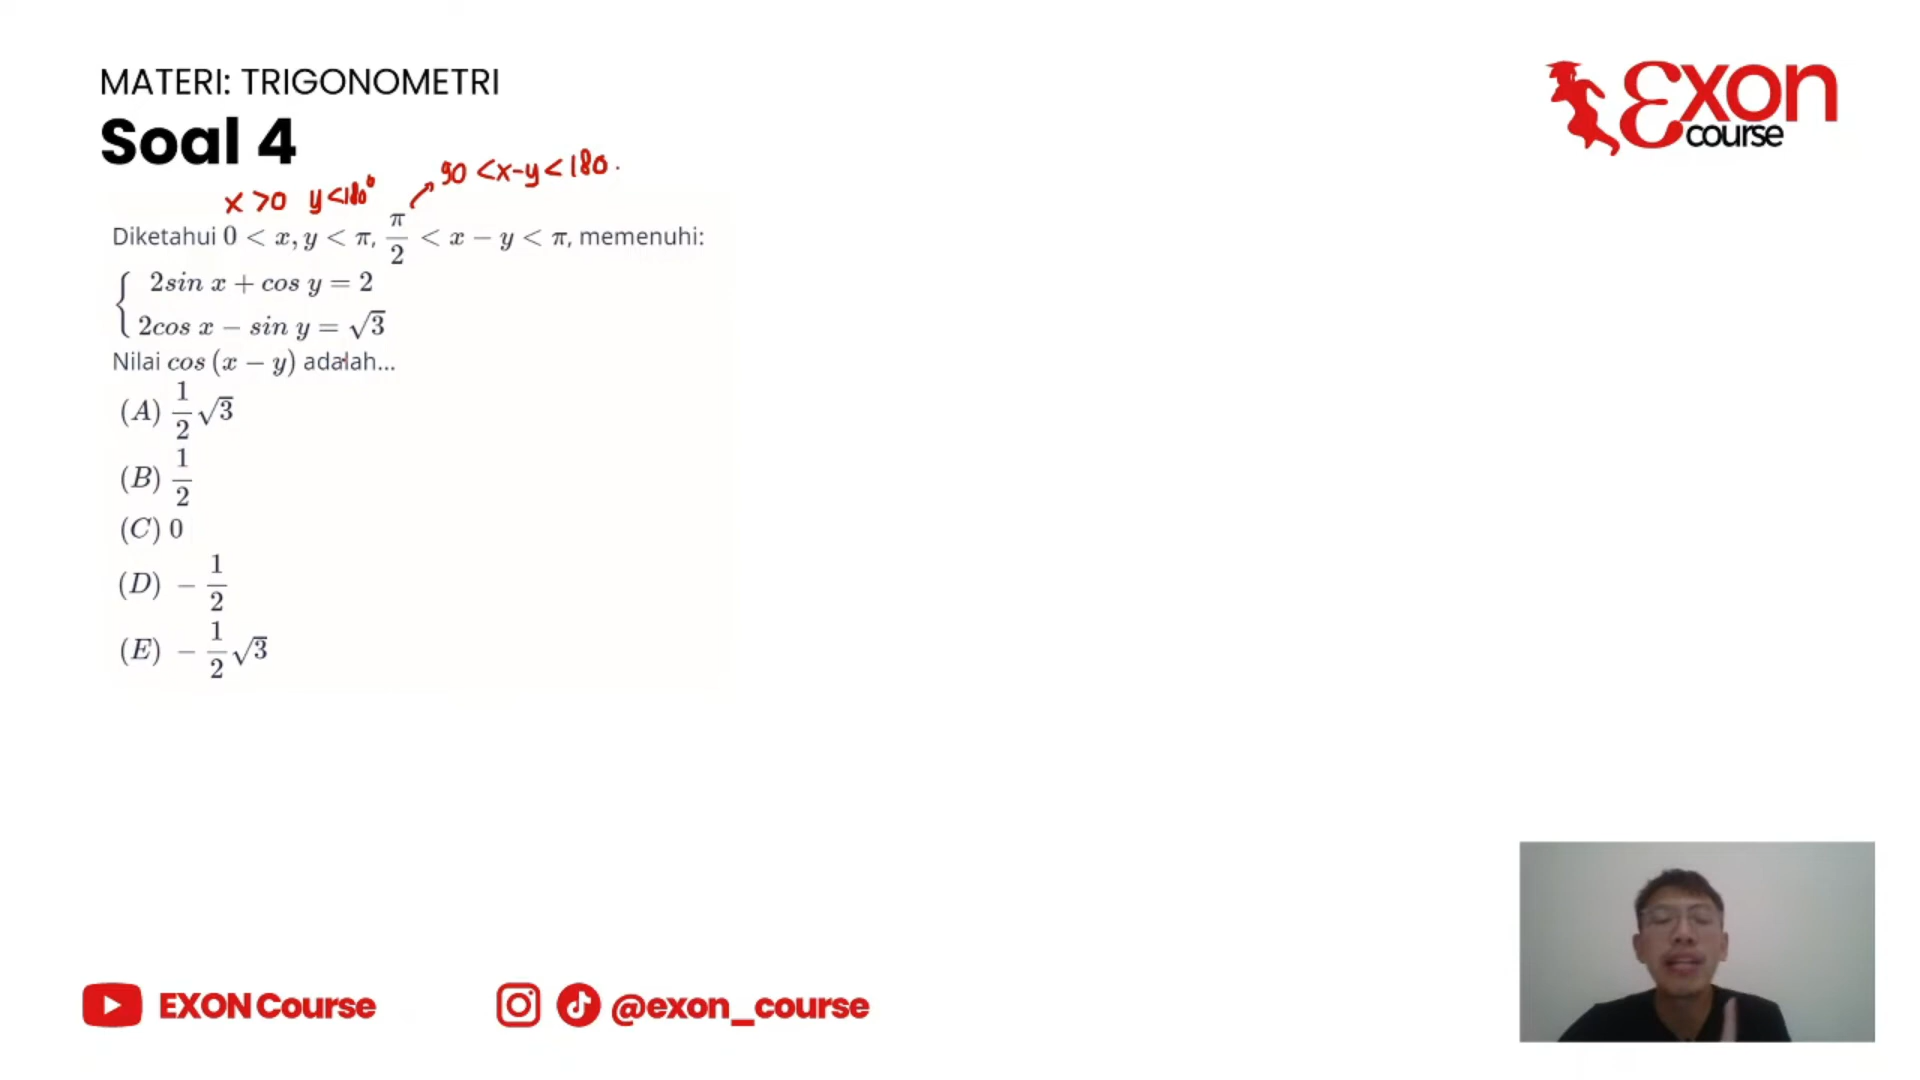 MATERI: TRIGONOMETRI
Soal 4
εxon
course
90 < x-y < 180.
x > 0 y < 180°
Diketahui 0 < x, y < π, π/2 < x − y < π, memenuhi:
2sin x + cos y = 2
2cos x − sin y = √3
Nilai cos (x − y) adalah...
(A) 1/2 √3
(B) 1/2
(C) 0
(D) − 1/2
(E) − 1/2 √3
EXON Course
@exon_course